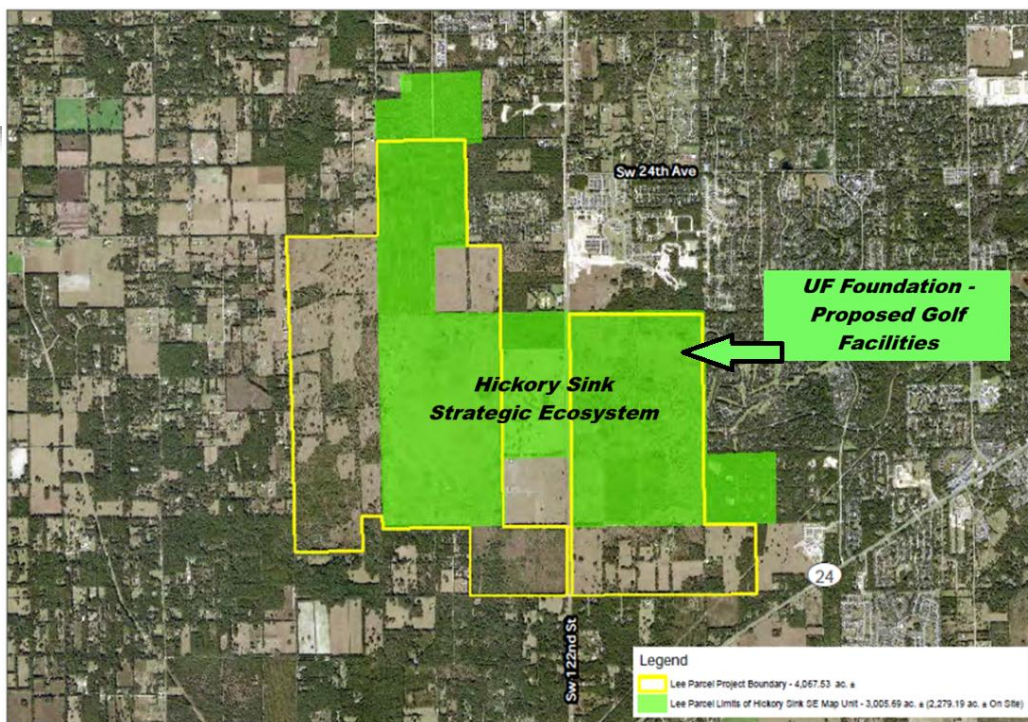 Sw 24th Ave
UF Foundation -
Proposed Golf
Facilities
Hickory Sink
Strategic Ecosystem
24
Sw 122nd St
Legend
Lee Parcel Project Boundary - 4,067.53 ac. ±
Lee Parcel Limits of Hickory Sink SE Map Unit - 3,005.69 ac. ± (2,279.19 ac. ± On Site)